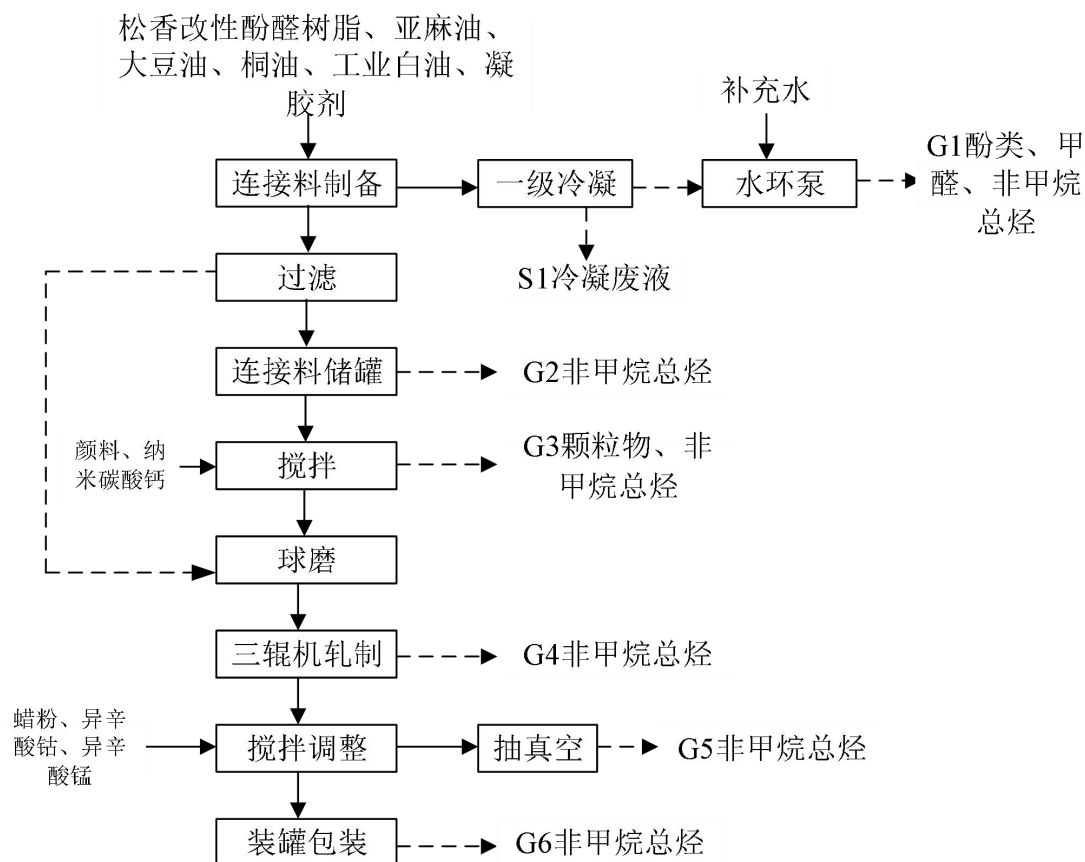 松香改性酚醛树脂、亚麻油、
大豆油、桐油、工业白油、凝
胶剂
补充水
连接料制备
一级冷凝
水环泵
G1酚类、甲
醛、非甲烷
总烃
过滤
S1冷凝废液
连接料储罐
G2非甲烷总烃
颜料、纳
米碳酸钙
搅拌
G3颗粒物、非
甲烷总烃
球磨
三辊机轧制
G4非甲烷总烃
蜡粉、异辛
酸钴、异辛
酸锰
搅拌调整
抽真空
G5非甲烷总烃
装罐包装
G6非甲烷总烃